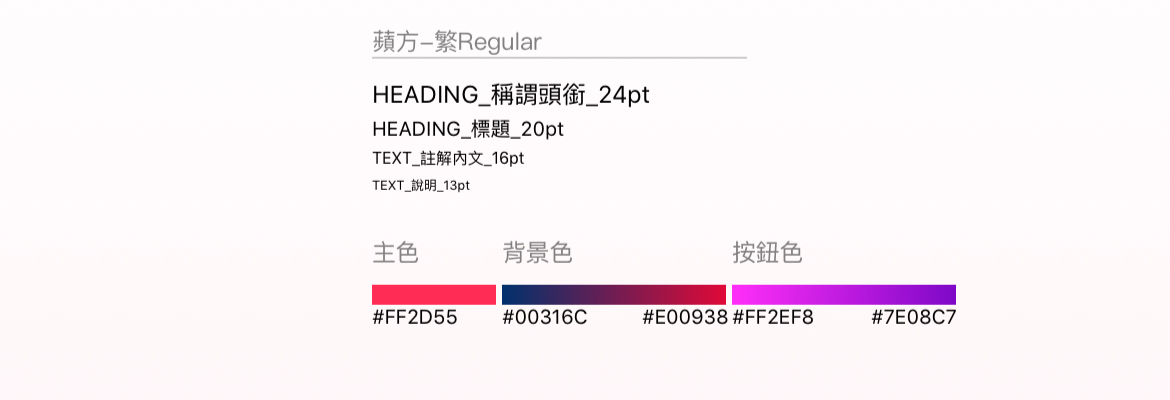 蘋方-繁Regular
HEADING_稱謂頭銜_24pt
HEADING_標題_20pt
TEXT_註解內文_16pt
TEXT_說明_13pt
主色 背景色 按鈕色
#FF2D55 #00316C #E00938 #FF2EF8 #7E08C7